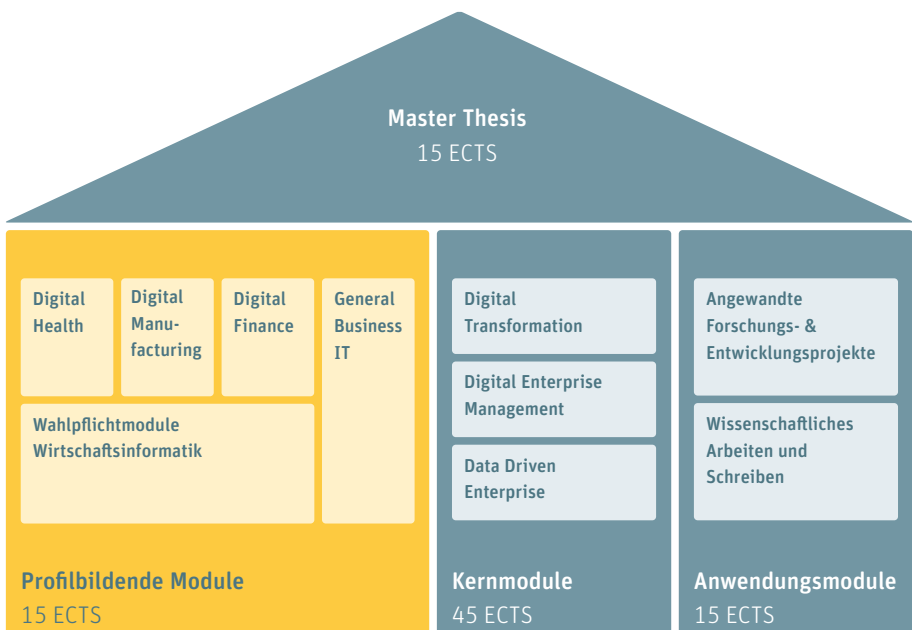 Master Thesis
15 ECTS
Digital
Health
Digital
Manu-
facturing
Digital
Finance
General
Business
IT
Wahlpflichtmodule
Wirtschaftsinformatik
Profilbildende Module
15 ECTS
Digital
Transformation
Digital Enterprise
Management
Data Driven
Enterprise
Kernmodule
45 ECTS
Angewandte
Forschungs- &
Entwicklungsprojekte
Wissenschaftliches
Arbeiten und
Schreiben
Anwendungsmodule
15 ECTS